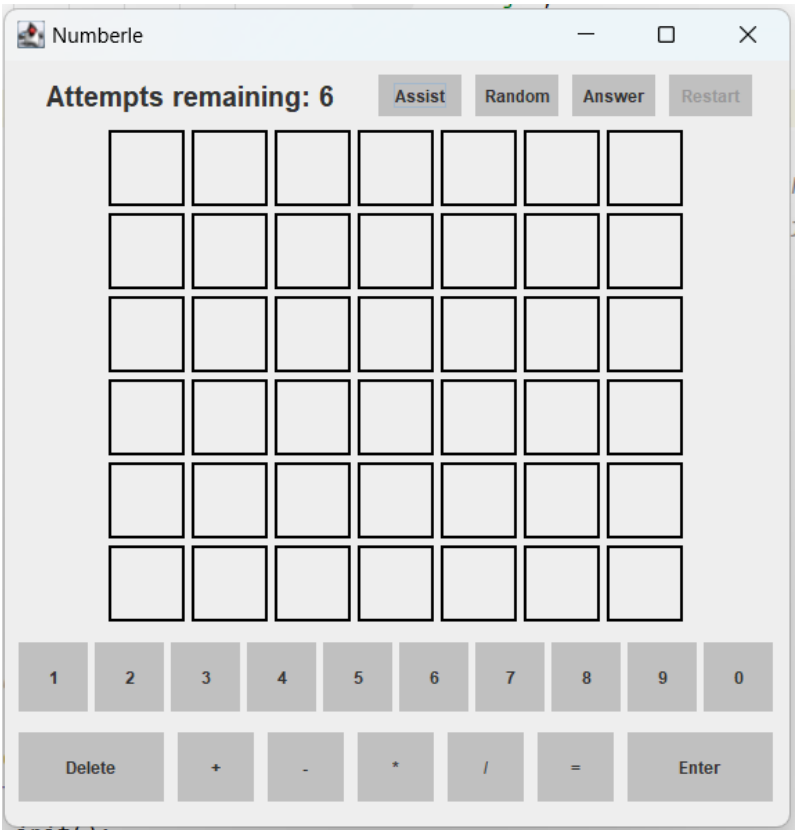 Numberle
Attempts remaining: 6 Assist Random Answer Restart
1 2 3 4 5 6 7 8 9 0
Delete + - * / = Enter